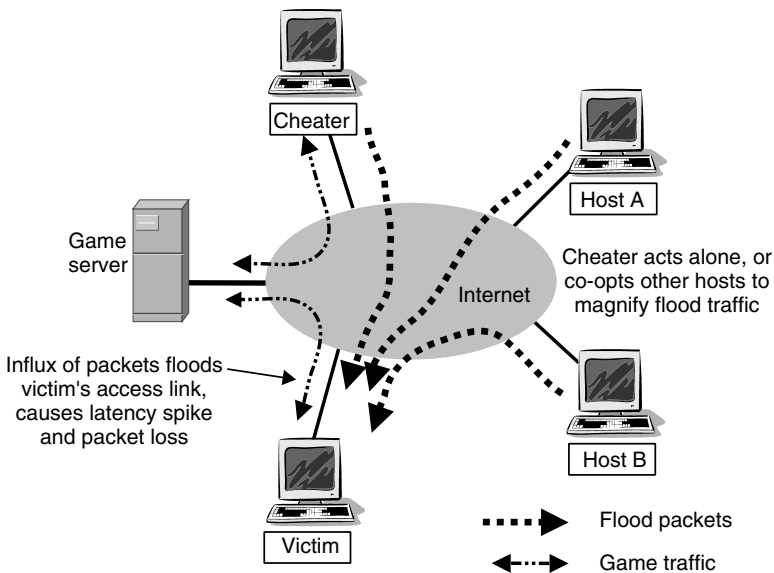 Cheater
Host A
Game
server
Cheater acts alone, or
co-opts other hosts to
magnify flood traffic
Internet
Influx of packets floods
victim's access link,
causes latency spike
and packet loss
Host B
Victim
Flood packets
Game traffic